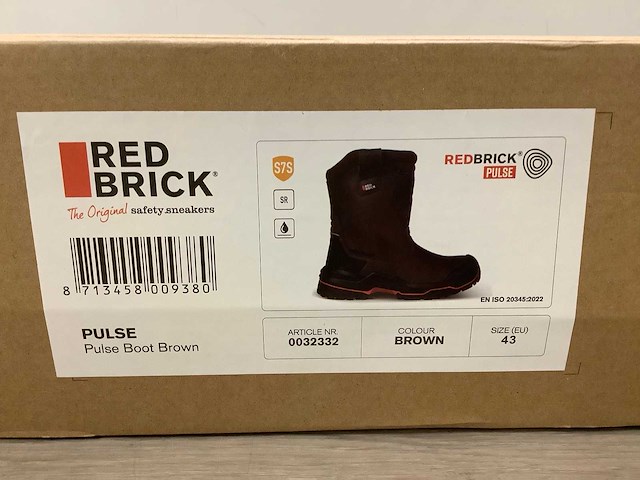 RED
BRICK®
The Original safety.sneakers
8 713458 009380
PULSE
Pulse Boot Brown
S7S
SR
REDBRICK®
PULSE
EN ISO 20345:2022
ARTICLE NR.
0032332
COLOUR
BROWN
SIZE (EU)
43